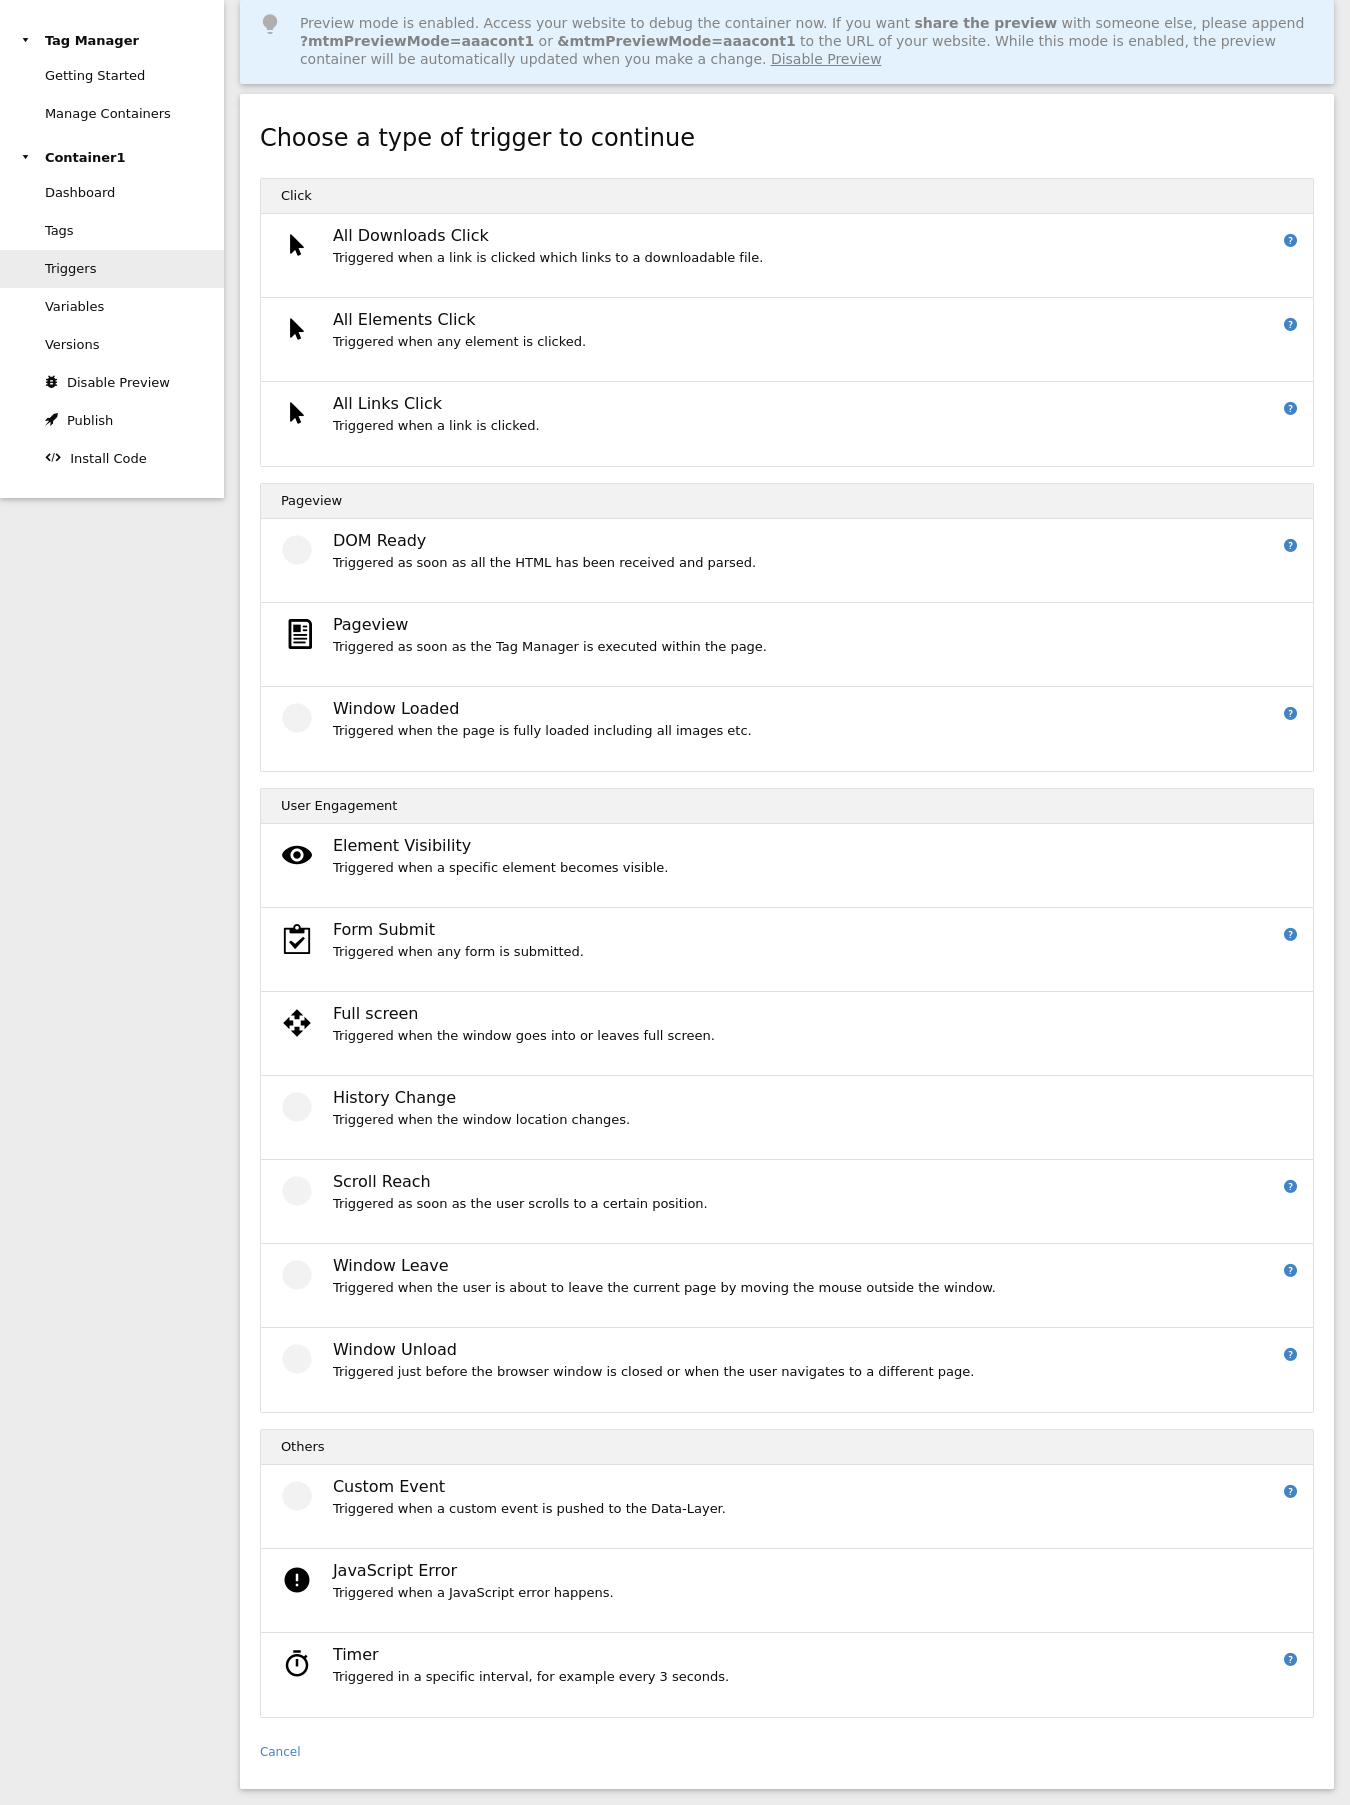 Tag Manager
Getting Started
Manage Containers
Container1
Dashboard
Tags
Triggers
Variables
Versions
Disable Preview
Publish
Install Code
Preview mode is enabled. Access your website to debug the container now. If you want share the preview with someone else, please append
?mtmPreviewMode=aaacont1 or &mtmPreviewMode=aaacont1 to the URL of your website. While this mode is enabled, the preview
container will be automatically updated when you make a change. Disable Preview
Choose a type of trigger to continue
Click
All Downloads Click
?
Triggered when a link is clicked which links to a downloadable file.
All Elements Click
?
Triggered when any element is clicked.
All Links Click
?
Triggered when a link is clicked.
Pageview
DOM Ready
?
Triggered as soon as all the HTML has been received and parsed.
Pageview
Triggered as soon as the Tag Manager is executed within the page.
Window Loaded
?
Triggered when the page is fully loaded including all images etc.
User Engagement
Element Visibility
Triggered when a specific element becomes visible.
Form Submit
?
Triggered when any form is submitted.
Full screen
Triggered when the window goes into or leaves full screen.
History Change
Triggered when the window location changes.
Scroll Reach
?
Triggered as soon as the user scrolls to a certain position.
Window Leave
?
Triggered when the user is about to leave the current page by moving the mouse outside the window.
Window Unload
?
Triggered just before the browser window is closed or when the user navigates to a different page.
Others
Custom Event
?
Triggered when a custom event is pushed to the Data-Layer.
JavaScript Error
Triggered when a JavaScript error happens.
Timer
?
Triggered in a specific interval, for example every 3 seconds.
Cancel